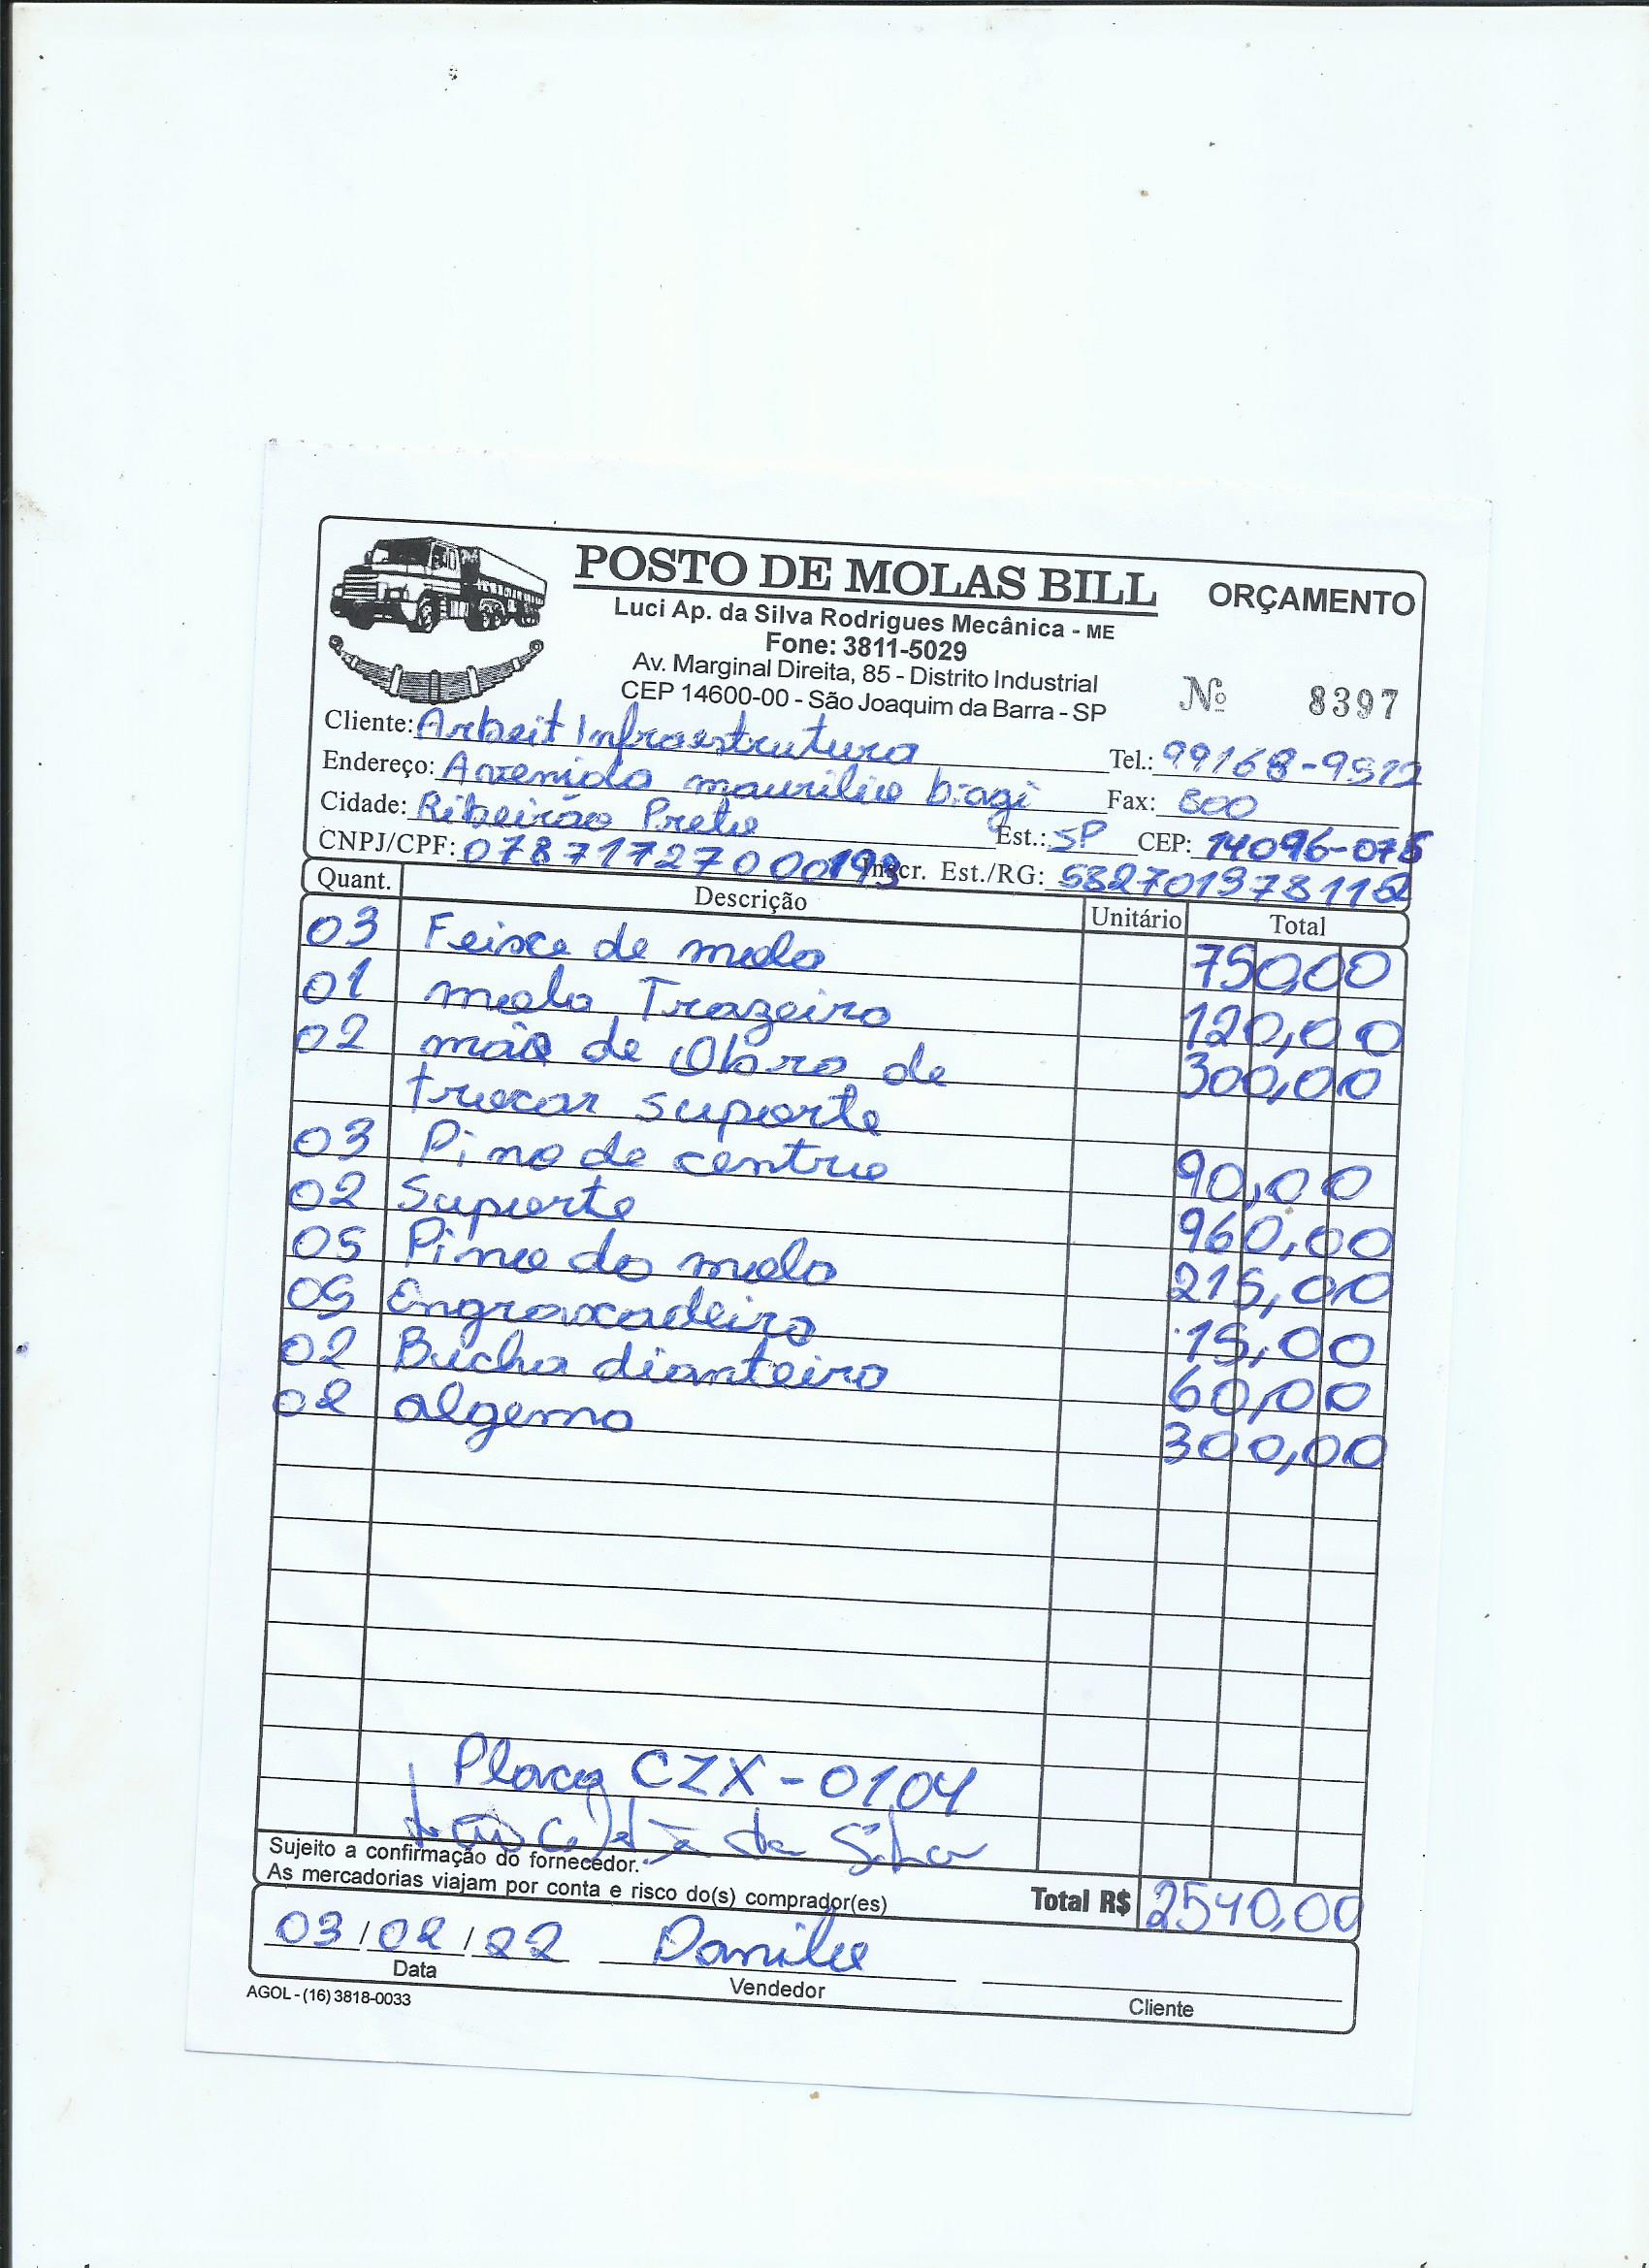 POSTO DE MOLAS BILL
ORÇAMENTO
Luci Ap. da Silva Rodrigues Mecânica - ME
Fone: 3811-5029
Av. Marginal Direita, 85 - Distrito Industrial
CEP 14600-00 - São Joaquim da Barra - SP
Nº 8397
Cliente: Arbeit Infraestrutura Tel.: 99168-9512
Endereço: Avenida maurilio biagi Fax: 800
Cidade: Ribeirão Preto Est.: SP CEP: 14096-075
CNPJ/CPF: 07871727000193 Inscr. Est./RG: 582701378112
Quant. Descrição Unitário Total
03 Feixe de mola 750,00
01 mola Trazeiro 120,00
02 mão de Obra de 300,00
trocar suporte
03 Pino de centro 90,00
02 Suporte 960,00
05 Pino da mola 215,00
05 Engraxadeira 15,00
02 Bucha dianteira 60,00
02 algema 300,00
Placa CZX-0104
da Silva
Sujeito a confirmação do fornecedor.
As mercadorias viajam por conta e risco do(s) comprador(es)
Total R$ 2540,00
03/02/22 Danilo
Data Vendedor Cliente
AGOL - (16) 3818-0033